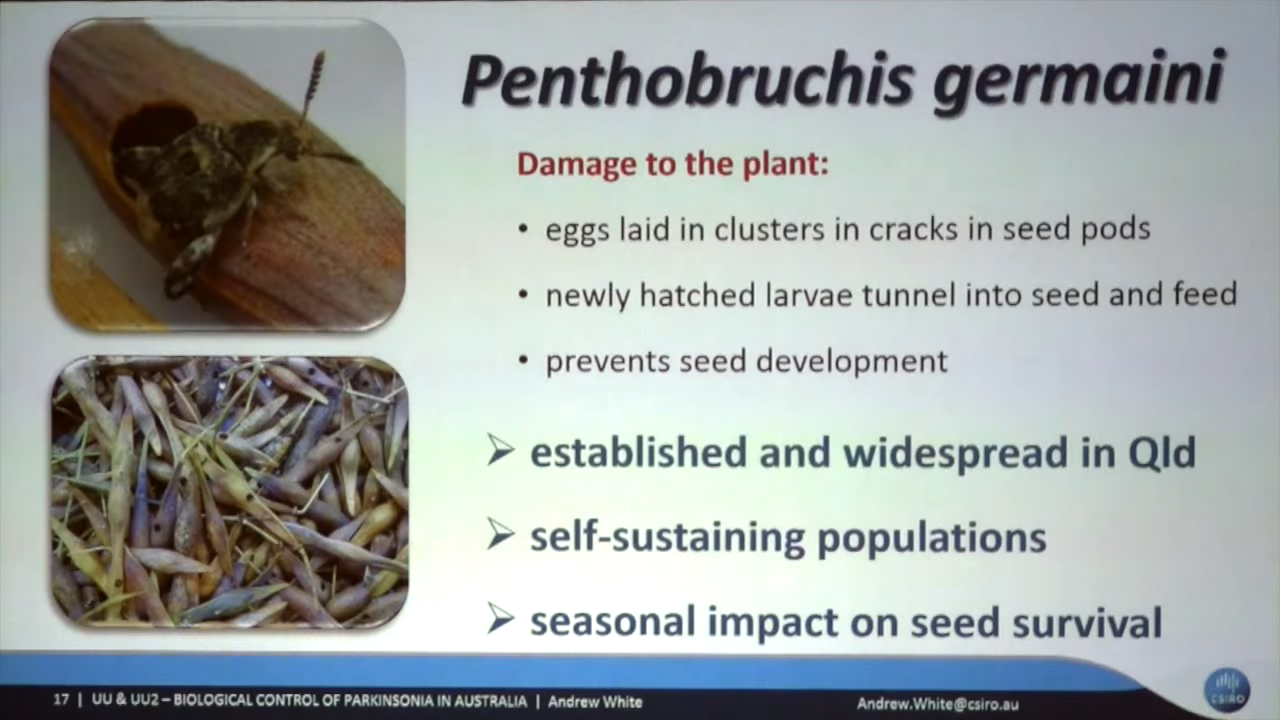 Penthobruchis germaini
Damage to the plant:
• eggs laid in clusters in cracks in seed pods
• newly hatched larvae tunnel into seed and feed
• prevents seed development
➢ established and widespread in Qld
➢ self-sustaining populations
➢ seasonal impact on seed survival
17 | UU & UU2 – BIOLOGICAL CONTROL OF PARKINSONIA IN AUSTRALIA | Andrew White
Andrew.White@csiro.au
CSIRO